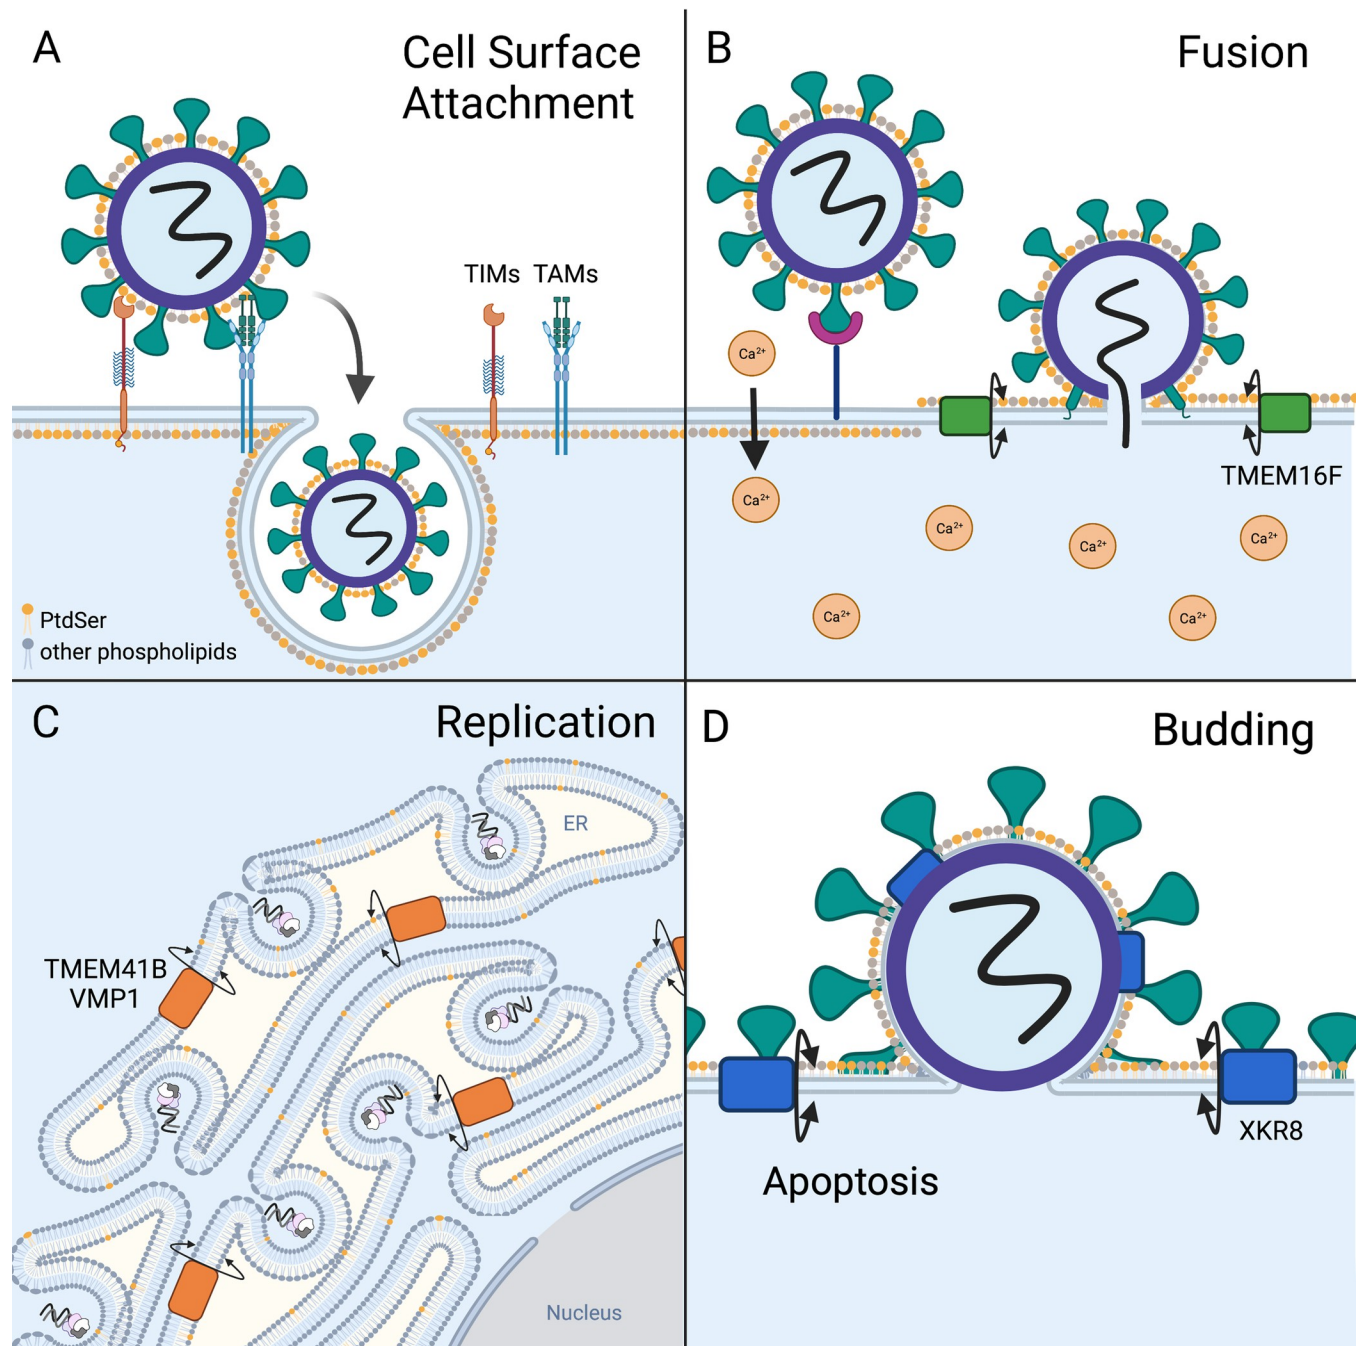 A
Cell Surface
Attachment
TIMs TAMs
PtdSer
other phospholipids
B
Fusion
Ca²⁺
Ca²⁺
Ca²⁺
Ca²⁺
Ca²⁺
Ca²⁺
Ca²⁺
TMEM16F
C
Replication
ER
TMEM41B
VMP1
Nucleus
D
Budding
XKR8
Apoptosis